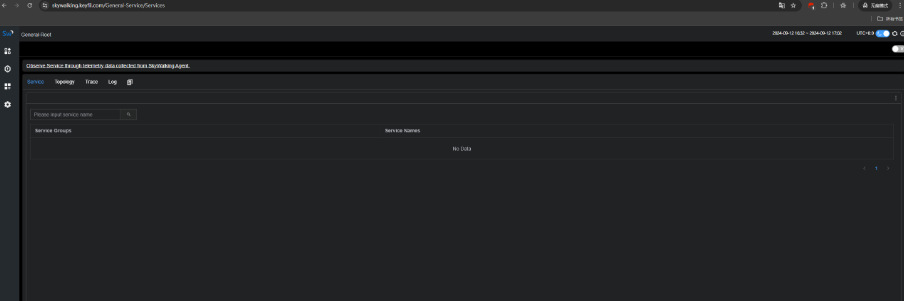 skywalking.keyfil.com/General-Service/Services
无痕模式
所有书签
General-Root
2024-09-12 16:32 ~ 2024-09-12 17:02
UTC+8:0
Observe Service through telemetry data collected from SkyWalking Agent.
Service Topology Trace Log
Please input service name
Service Groups Service Names
No Data
1